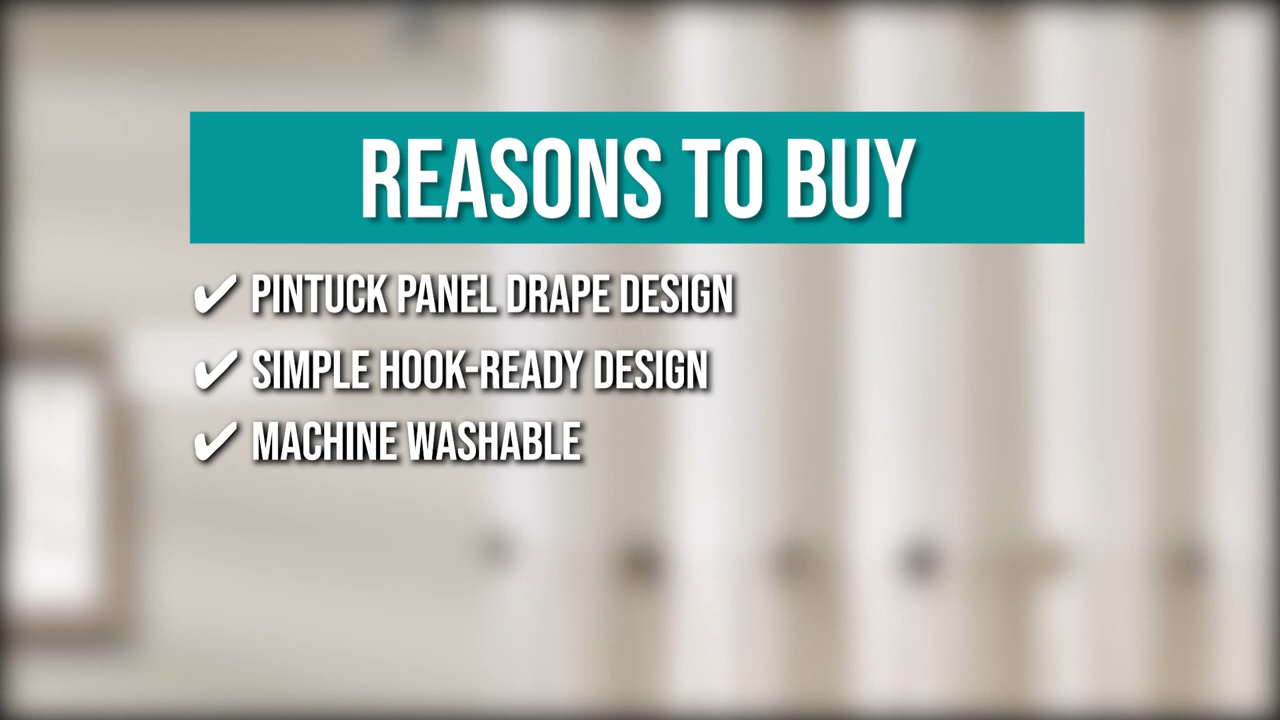 REASONS TO BUY
✔ PINTUCK PANEL DRAPE DESIGN
✔ SIMPLE HOOK-READY DESIGN
✔ MACHINE WASHABLE